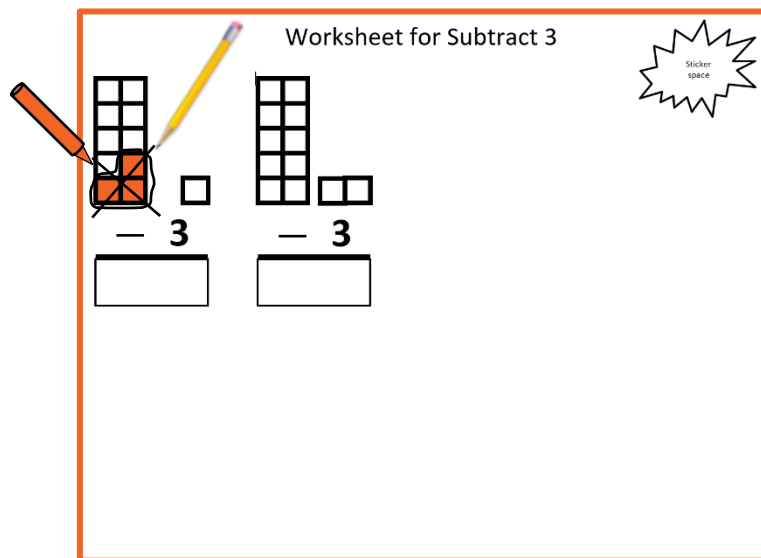 Worksheet for Subtract 3
Sticker
space
— 3
— 3